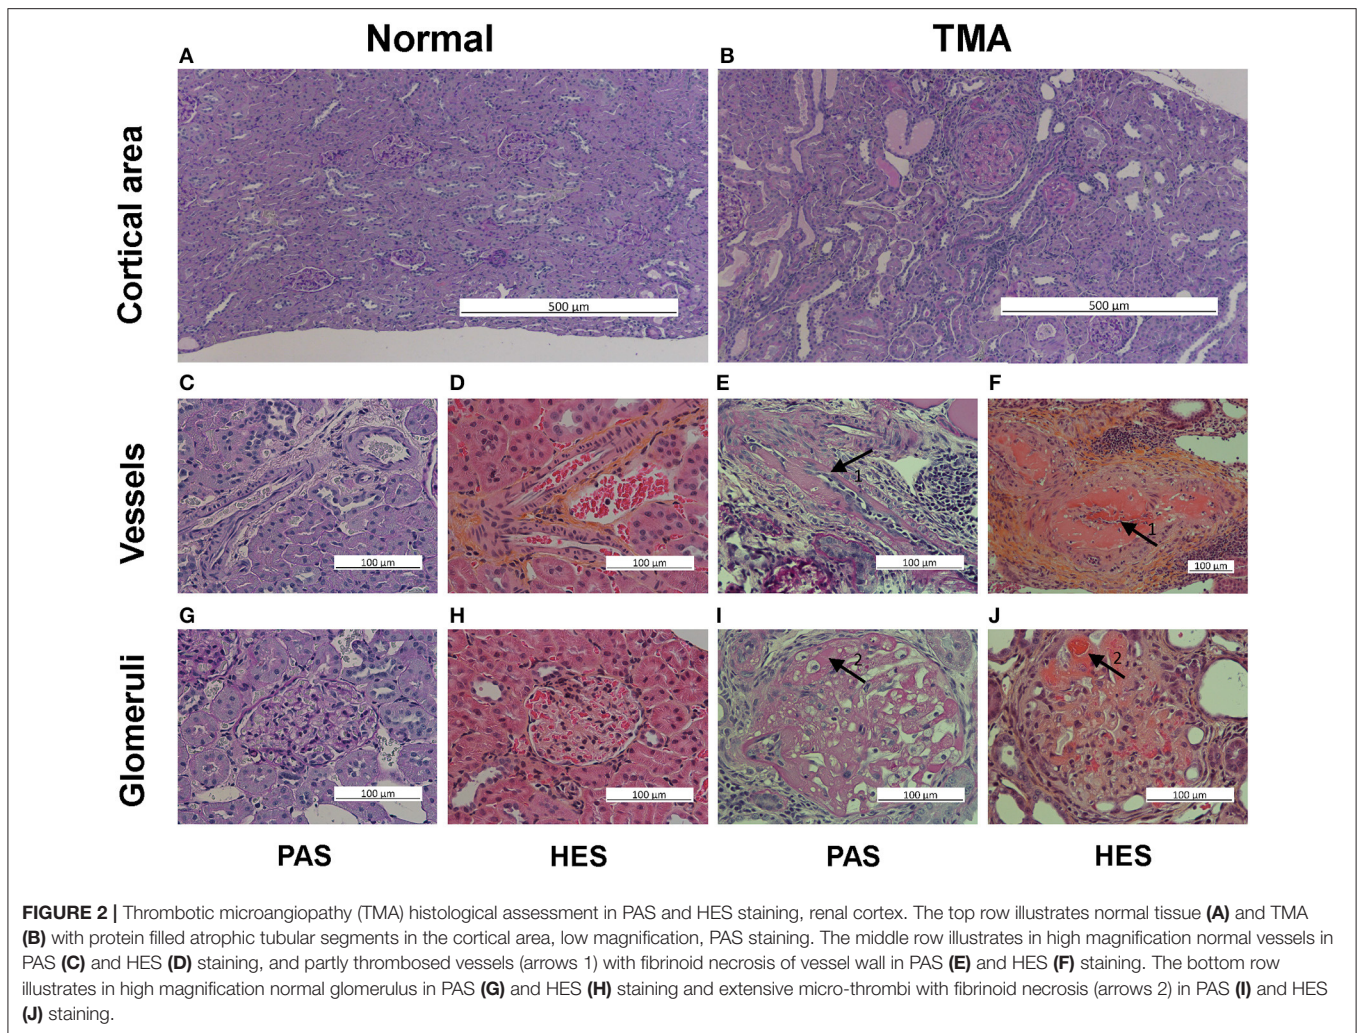 Normal
TMA
A
B
Cortical area
500 µm
500 µm
C
D
E
F
Vessels
1
1
100 µm
100 µm
100 µm
100 µm
G
H
I
J
Glomeruli
2
2
100 µm
100 µm
100 µm
100 µm
PAS
HES
PAS
HES
FIGURE 2 | Thrombotic microangiopathy (TMA) histological assessment in PAS and HES staining, renal cortex. The top row illustrates normal tissue (A) and TMA
(B) with protein filled atrophic tubular segments in the cortical area, low magnification, PAS staining. The middle row illustrates in high magnification normal vessels in
PAS (C) and HES (D) staining, and partly thrombosed vessels (arrows 1) with fibrinoid necrosis of vessel wall in PAS (E) and HES (F) staining. The bottom row
illustrates in high magnification normal glomerulus in PAS (G) and HES (H) staining and extensive micro-thrombi with fibrinoid necrosis (arrows 2) in PAS (I) and HES
(J) staining.